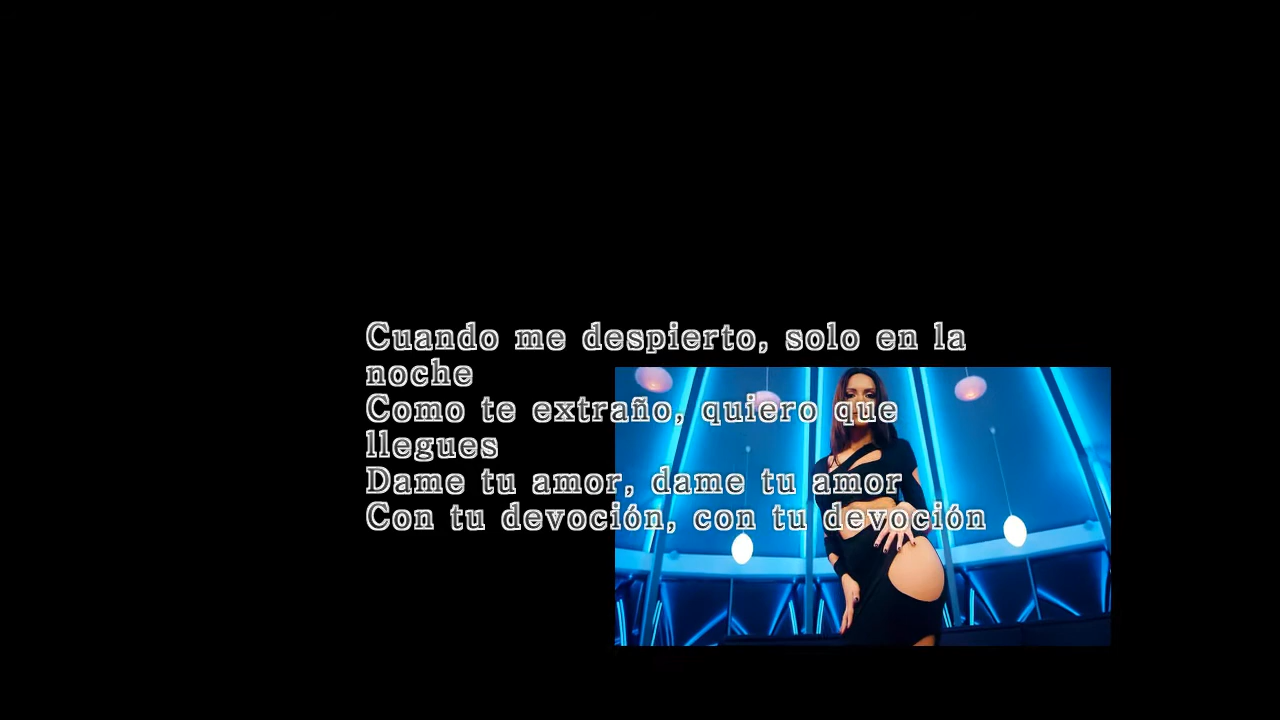 Cuando me despierto, solo en la
noche
Como te extraño, quiero que
llegues
Dame tu amor, dame tu amor
Con tu devoción, con tu devoción